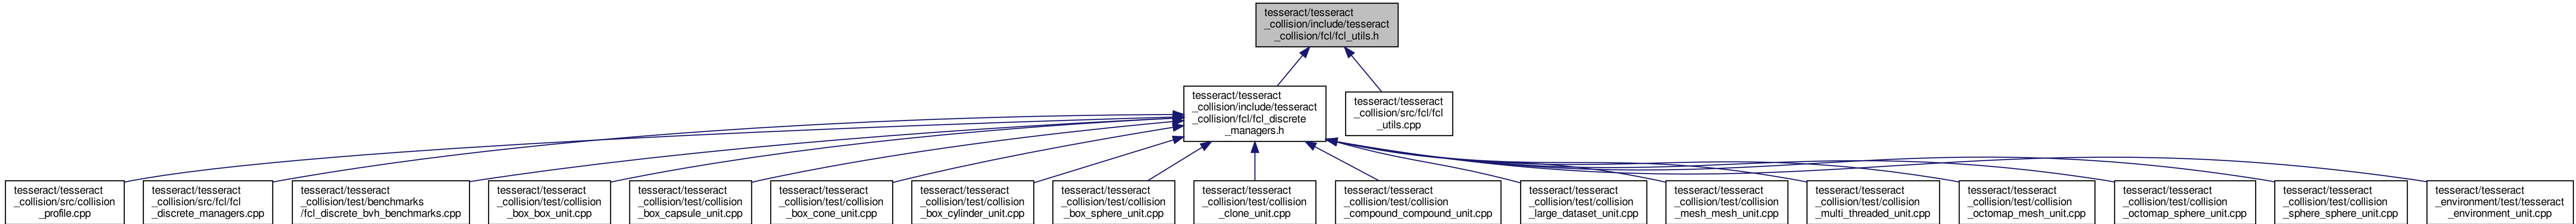 tesseract/tesseract
_collision/include/tesseract
_collision/fcl/fcl_utils.h
tesseract/tesseract
_collision/include/tesseract
_collision/fcl/fcl_discrete
_managers.h
tesseract/tesseract
_collision/src/fcl/fcl
_utils.cpp
tesseract/tesseract
_collision/src/collision
_profile.cpp
tesseract/tesseract
_collision/src/fcl/fcl
_discrete_managers.cpp
tesseract/tesseract
_collision/test/benchmarks
/fcl_discrete_bvh_benchmarks.cpp
tesseract/tesseract
_collision/test/collision
_box_box_unit.cpp
tesseract/tesseract
_collision/test/collision
_box_capsule_unit.cpp
tesseract/tesseract
_collision/test/collision
_box_cone_unit.cpp
tesseract/tesseract
_collision/test/collision
_box_cylinder_unit.cpp
tesseract/tesseract
_collision/test/collision
_box_sphere_unit.cpp
tesseract/tesseract
_collision/test/collision
_clone_unit.cpp
tesseract/tesseract
_collision/test/collision
_compound_compound_unit.cpp
tesseract/tesseract
_collision/test/collision
_large_dataset_unit.cpp
tesseract/tesseract
_collision/test/collision
_mesh_mesh_unit.cpp
tesseract/tesseract
_collision/test/collision
_multi_threaded_unit.cpp
tesseract/tesseract
_collision/test/collision
_octomap_mesh_unit.cpp
tesseract/tesseract
_collision/test/collision
_octomap_sphere_unit.cpp
tesseract/tesseract
_collision/test/collision
_sphere_sphere_unit.cpp
tesseract/tesseract
_environment/test/tesseract
_environment_unit.cpp